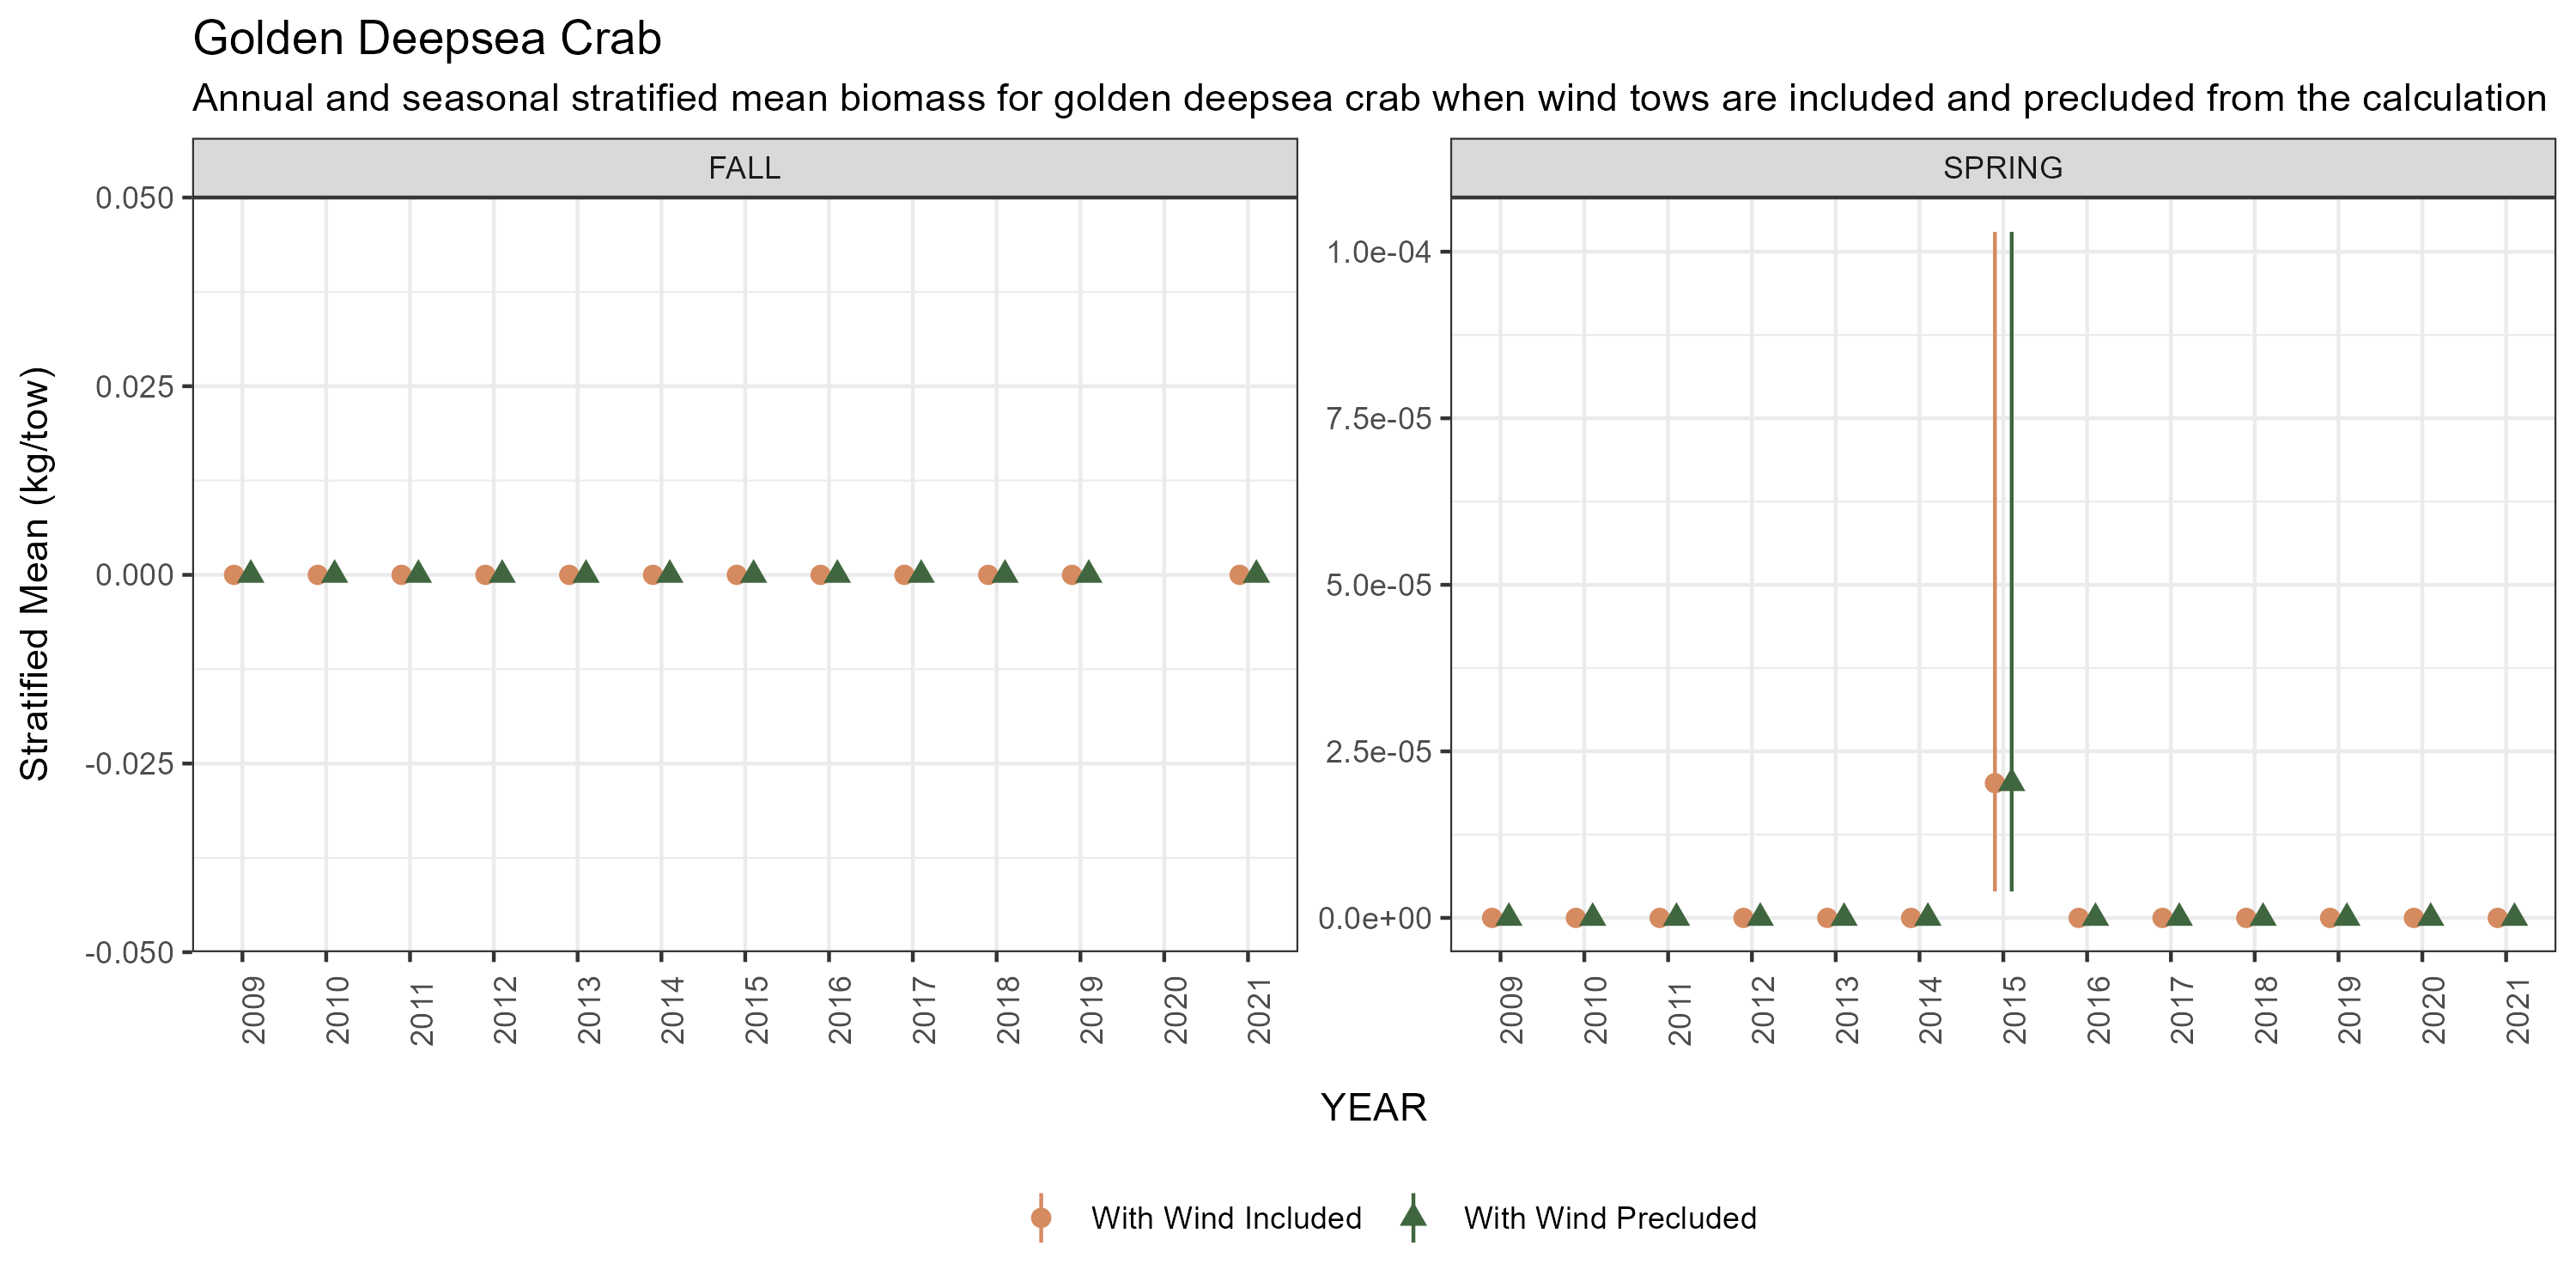 Golden Deepsea Crab
Annual and seasonal stratified mean biomass for golden deepsea crab when wind tows are included and precluded from the calculation
FALL
SPRING
Stratified Mean (kg/tow)
0.050
0.025
0.000
-0.025
-0.050
1.0e-04
7.5e-05
5.0e-05
2.5e-05
0.0e+00
2009 2010 2011 2012 2013 2014 2015 2016 2017 2018 2019 2020 2021
2009 2010 2011 2012 2013 2014 2015 2016 2017 2018 2019 2020 2021
YEAR
With Wind Included
With Wind Precluded